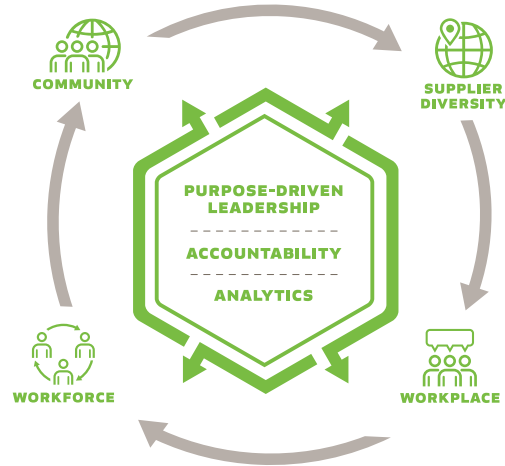 COMMUNITY
SUPPLIER
DIVERSITY
PURPOSE-DRIVEN
LEADERSHIP
ACCOUNTABILITY
ANALYTICS
WORKFORCE
WORKPLACE